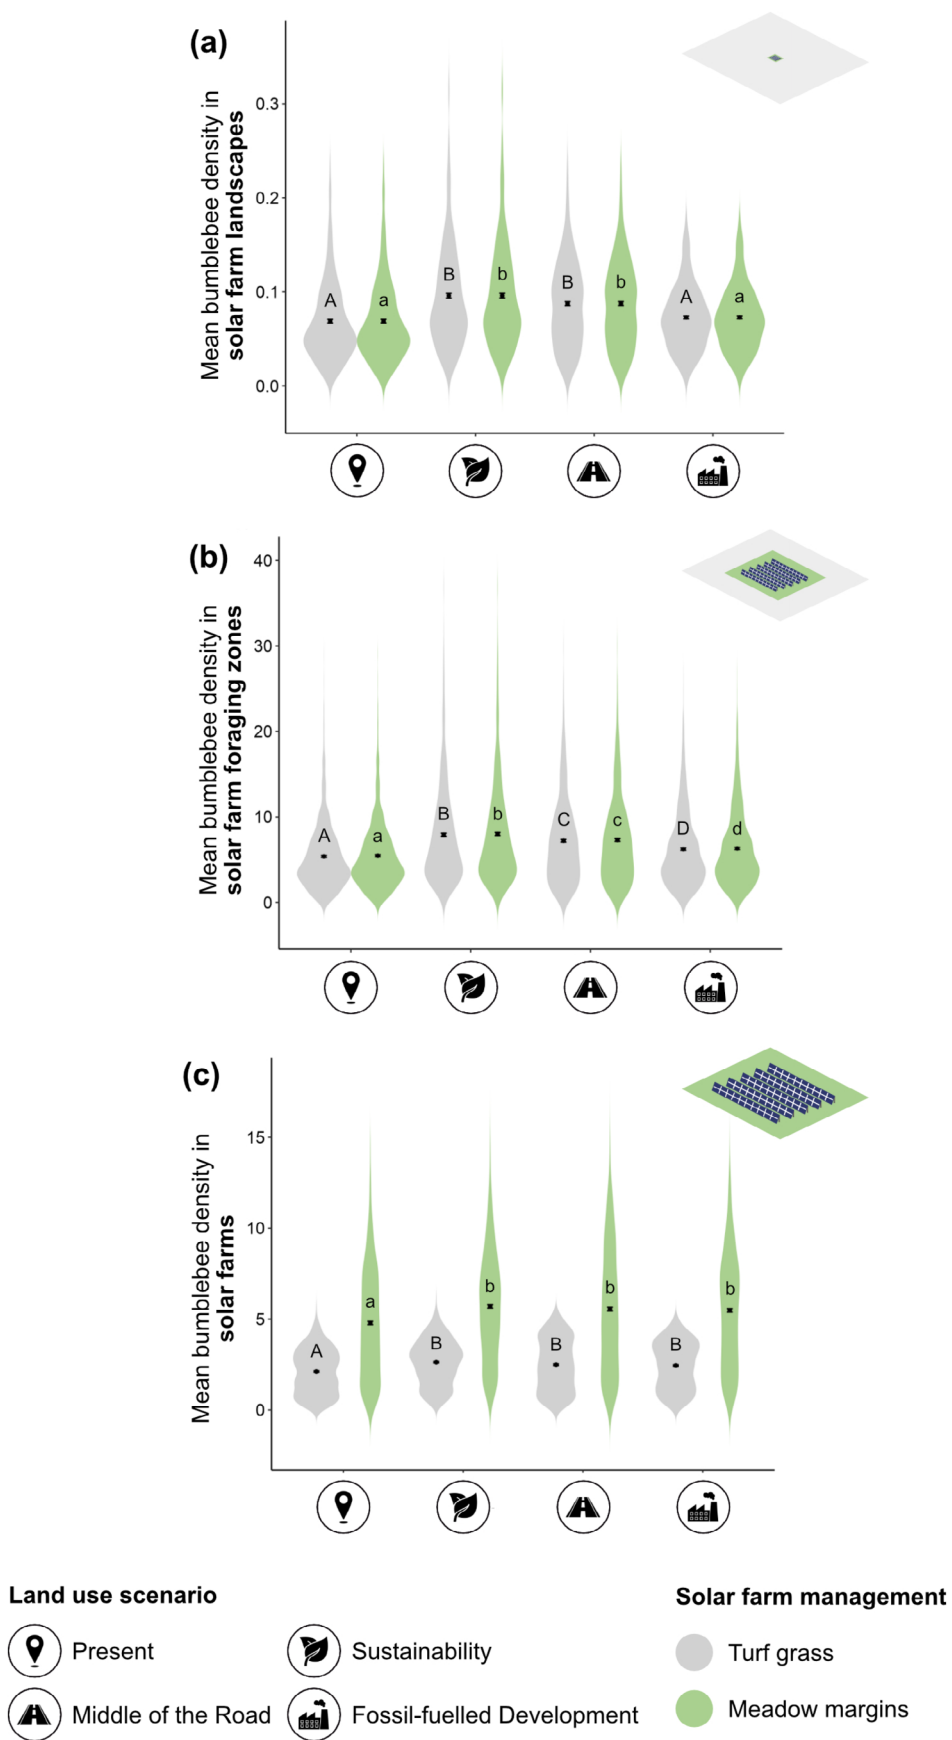 (a)
Mean bumblebee density in
solar farm landscapes
0.3
0.2
0.1
0.0
A
a
B
b
B
b
A
a
(b)
Mean bumblebee density in
solar farm foraging zones
40
30
20
10
0
A
a
B
b
C
c
D
d
(c)
Mean bumblebee density in
solar farms
15
10
5
0
A
a
B
b
B
b
B
b
Land use scenario
Present
Sustainability
Middle of the Road
Fossil-fuelled Development
Solar farm management
Turf grass
Meadow margins